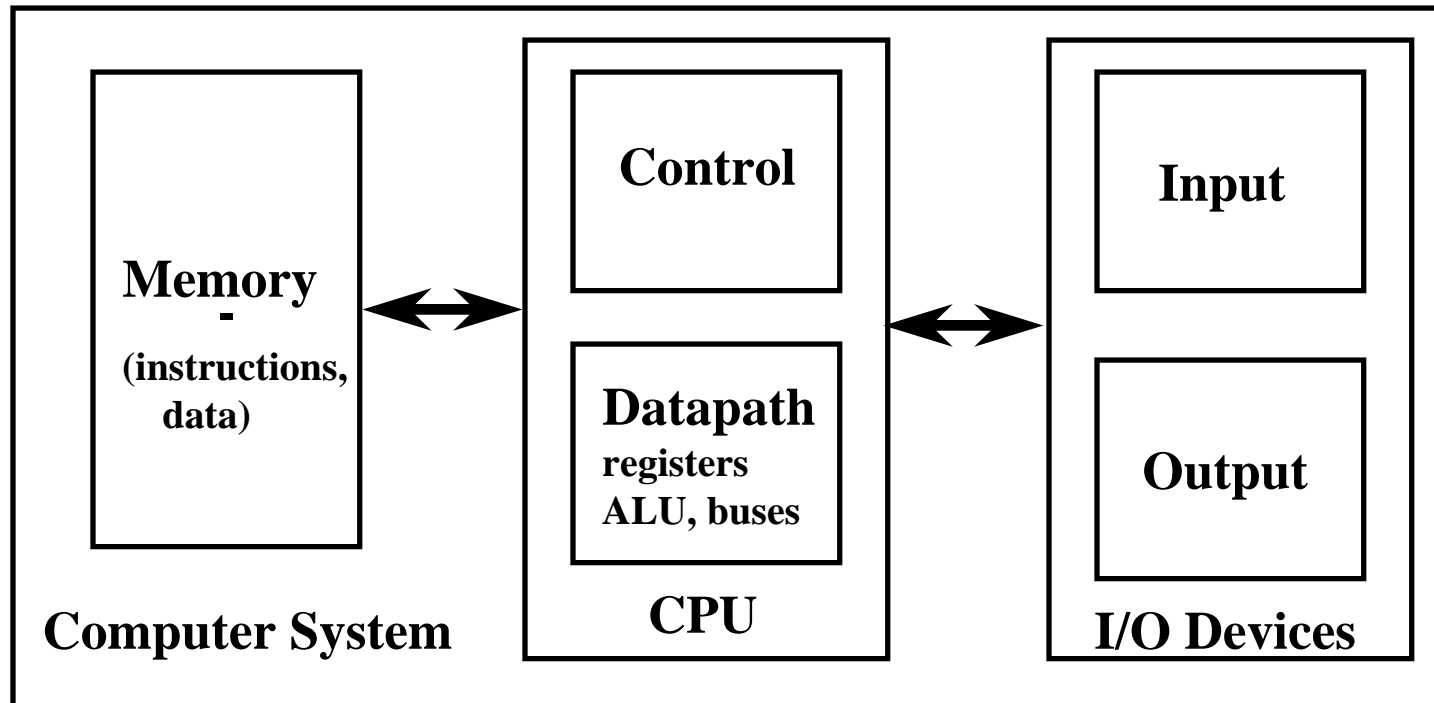 Memory
-
(instructions,
data)
Computer System
Control
Datapath
registers
ALU, buses
CPU
Input
Output
I/O Devices